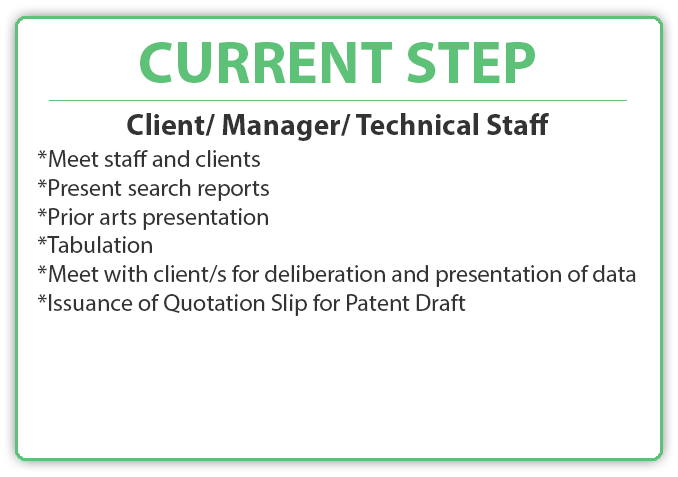 CURRENT STEP
Client/ Manager/ Technical Staff
*Meet staff and clients
*Present search reports
*Prior arts presentation
*Tabulation
*Meet with client/s for deliberation and presentation of data
*Issuance of Quotation Slip for Patent Draft